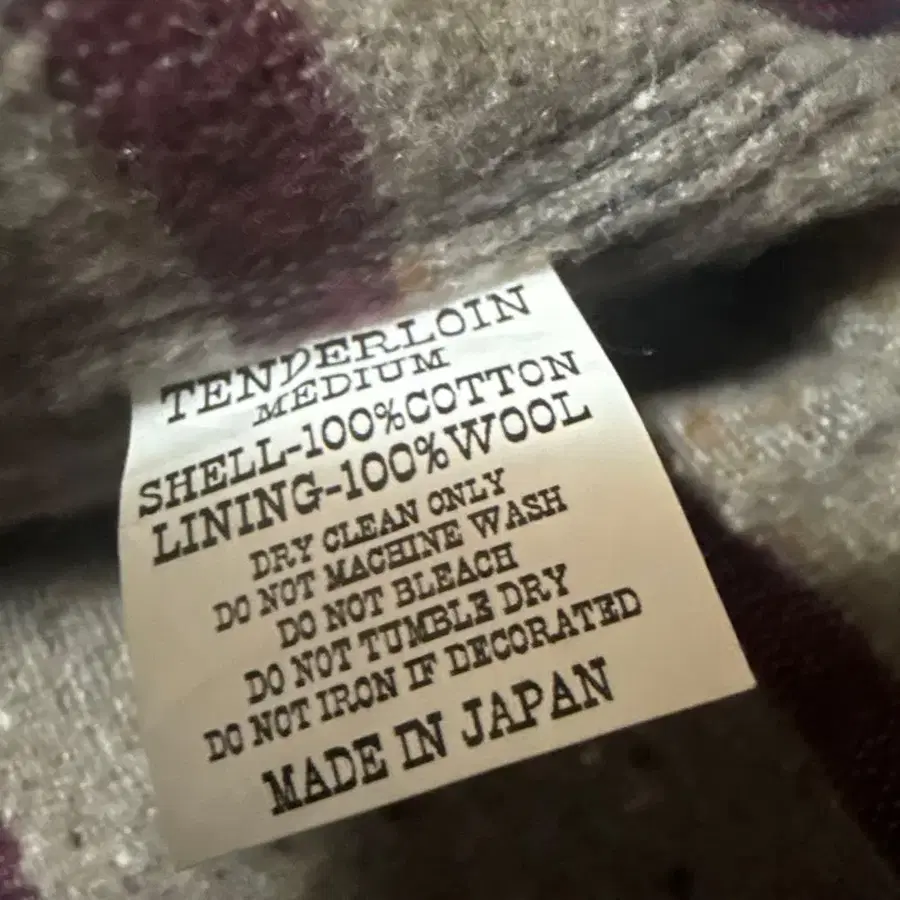 TENDERLOIN
MEDIUM
SHELL-100%COTTON
LINING-100%WOOL
DRY CLEAN ONLY
DO NOT MACHINE WASH
DO NOT BLEACH
DO NOT TUMBLE DRY
DO NOT IRON IF DECORATED
MADE IN JAPAN